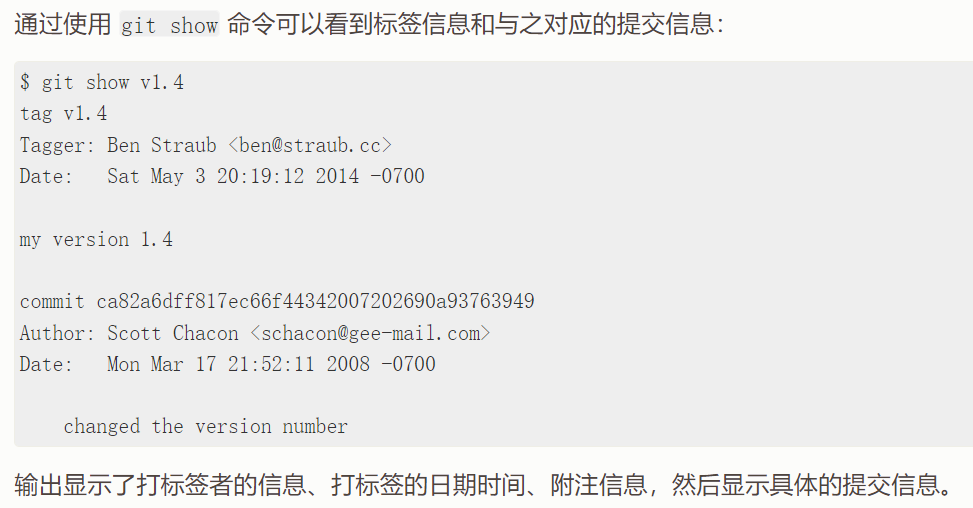 通过使用 git show 命令可以看到标签信息和与之对应的提交信息：
$ git show v1.4
tag v1.4
Tagger: Ben Straub <ben@straub.cc>
Date:   Sat May 3 20:19:12 2014 -0700
my version 1.4
commit ca82a6dff817ec66f44342007202690a93763949
Author: Scott Chacon <schacon@gee-mail.com>
Date:   Mon Mar 17 21:52:11 2008 -0700
    changed the version number
输出显示了打标签者的信息、打标签的日期时间、附注信息，然后显示具体的提交信息。